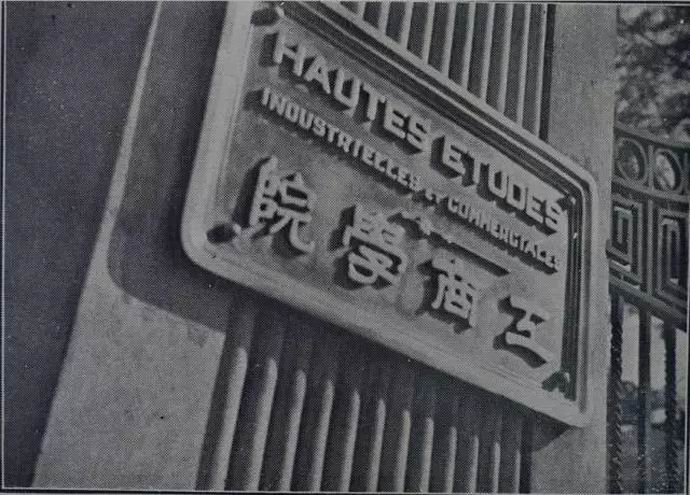 HAUTES ETUDES
INDUSTRIELLES ET COMMERCIALES
工商學院